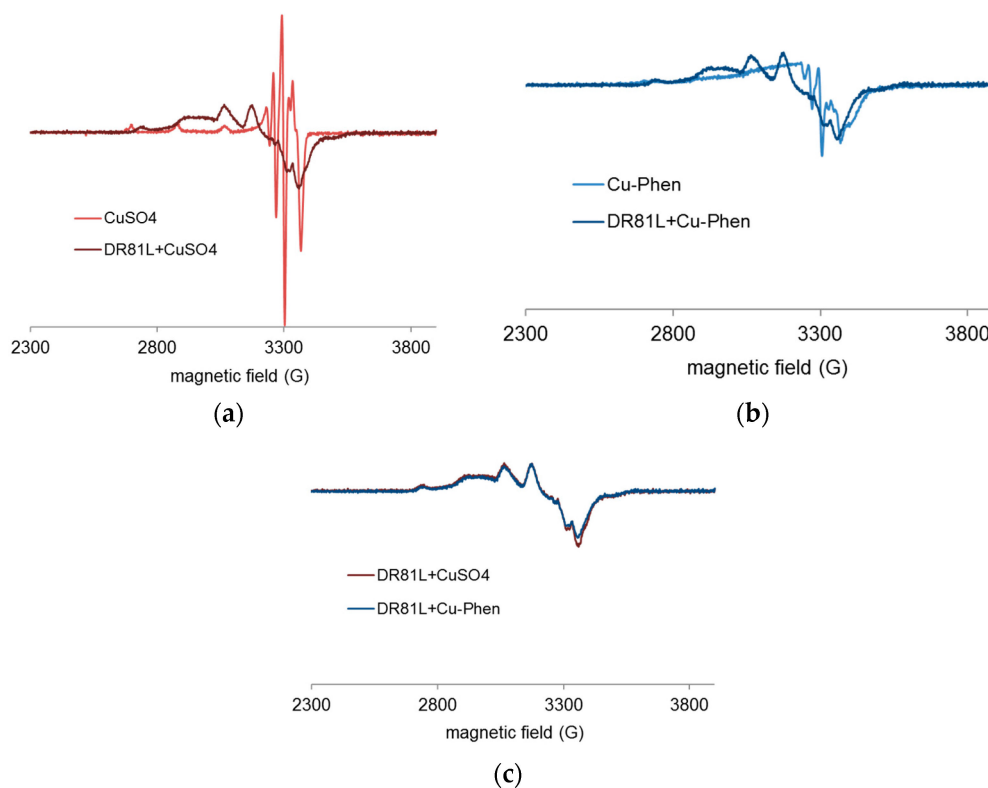 CuSO4
DR81L+CuSO4
2300 2800 3300 3800
magnetic field (G)
(a)
Cu-Phen
DR81L+Cu-Phen
2300 2800 3300 3800
magnetic field (G)
(b)
DR81L+CuSO4
DR81L+Cu-Phen
2300 2800 3300 3800
magnetic field (G)
(c)